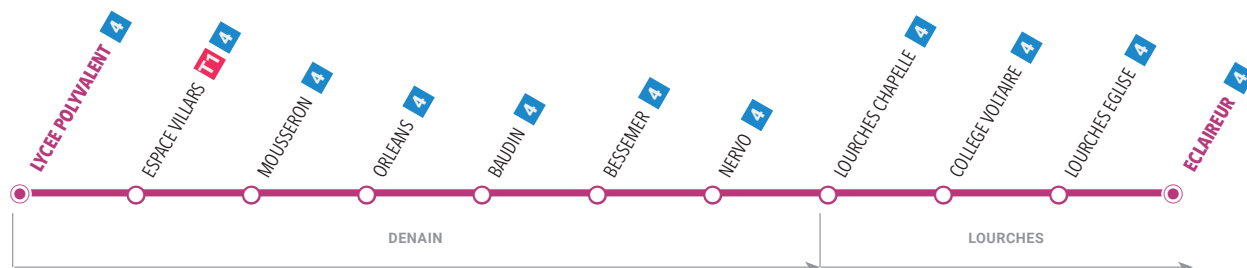 LYCEE POLYVALENT 4
ESPACE VILLARS T1 4
MOUSSERON 4
ORLEANS 4
BAUDIN 4
BESSEMER 4
NERVO 4
LOURCHES CHAPELLE 4
COLLEGE VOLTAIRE 4
LOURCHES EGLISE 4
ECLAIREUR 4
DENAIN
LOURCHES